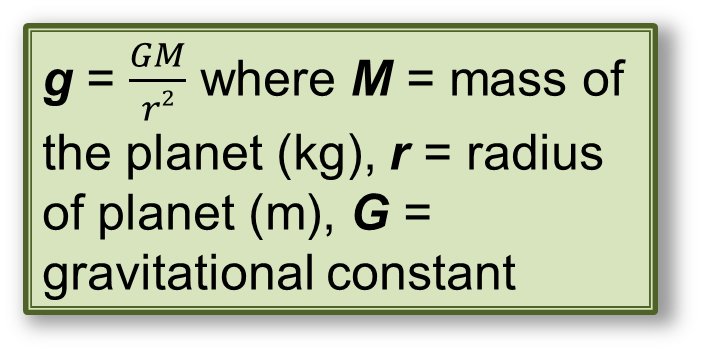 g = GM/r² where M = mass of
the planet (kg), r = radius
of planet (m), G =
gravitational constant